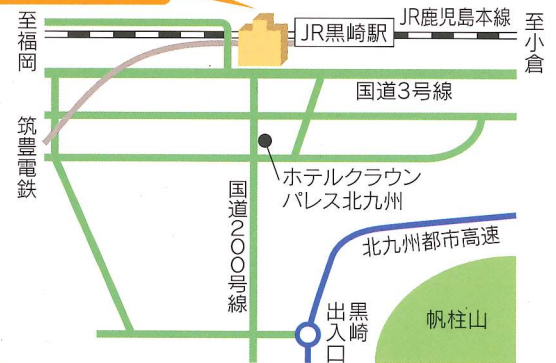 至福岡
JR黒崎駅
JR鹿児島本線
至小倉
国道3号線
筑豊電鉄
ホテルクラウン
パレス北九州
国道200号線
北九州都市高速
黒崎
出入口
帆柱山